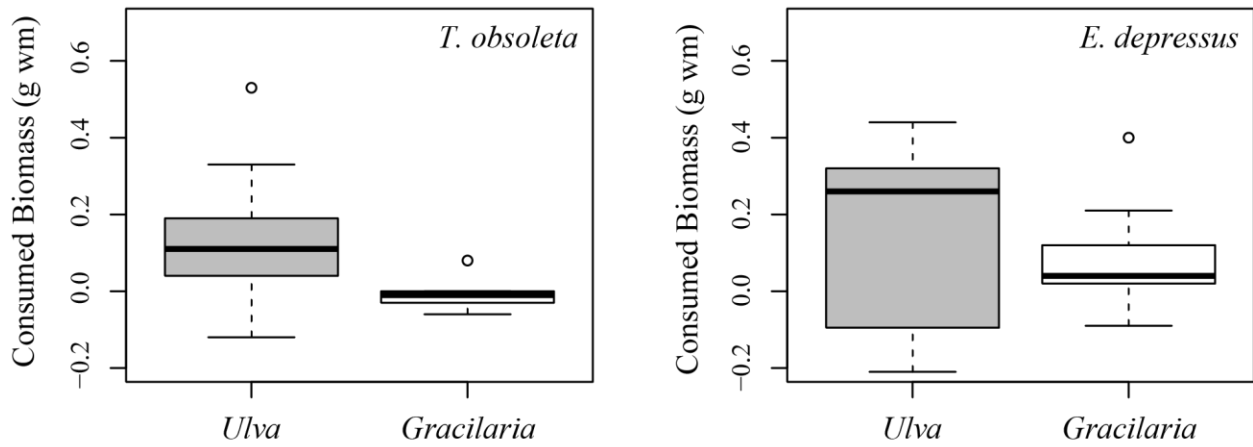 T. obsoleta
Consumed Biomass (g wm)
0.6
0.4
0.2
0.0
−0.2
Ulva
Gracilaria
E. depressus
Consumed Biomass (g wm)
0.6
0.4
0.2
0.0
−0.2
Ulva
Gracilaria